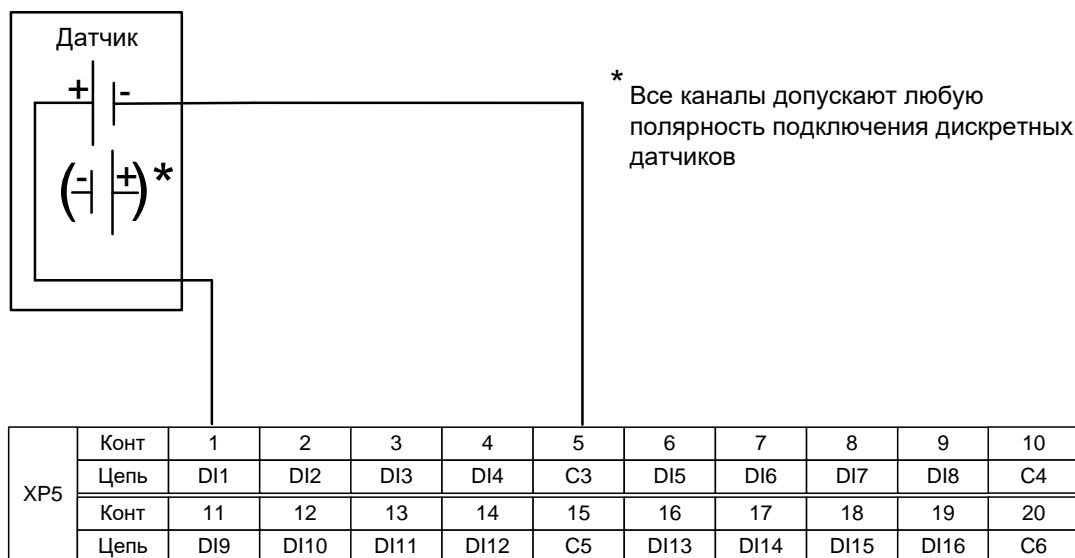 Датчик
+ -
(- +)*
* Все каналы допускают любую
полярность подключения дискретных
датчиков
XP5
Конт 1 2 3 4 5 6 7 8 9 10
Цепь DI1 DI2 DI3 DI4 C3 DI5 DI6 DI7 DI8 C4
Конт 11 12 13 14 15 16 17 18 19 20
Цепь DI9 DI10 DI11 DI12 C5 DI13 DI14 DI15 DI16 C6